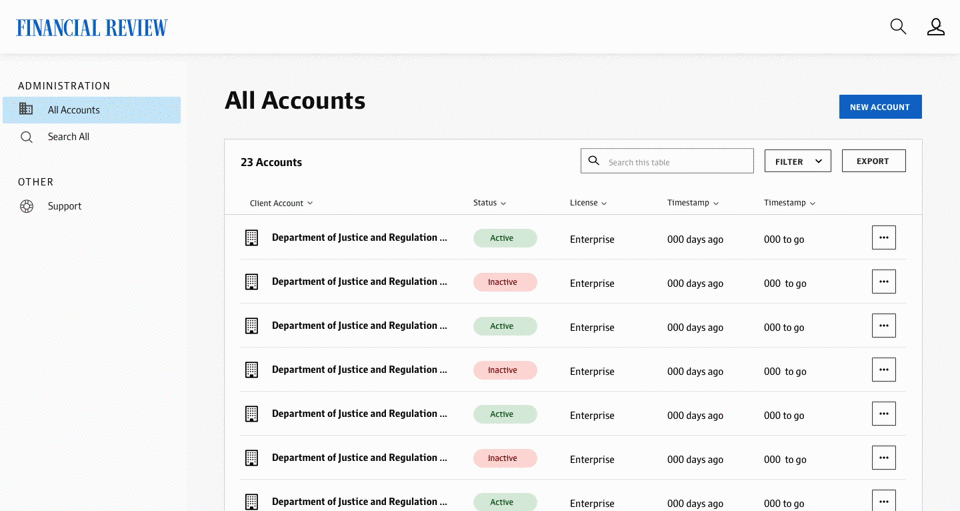 FINANCIAL REVIEW
ADMINISTRATION
All Accounts
Search All
OTHER
Support
All Accounts
NEW ACCOUNT
23 Accounts
Search this table
FILTER
EXPORT
Client Account Status License Timestamp Timestamp
Department of Justice and Regulation ... Active Enterprise 000 days ago 000 to go
Department of Justice and Regulation ... Inactive Enterprise 000 days ago 000 to go
Department of Justice and Regulation ... Active Enterprise 000 days ago 000 to go
Department of Justice and Regulation ... Inactive Enterprise 000 days ago 000 to go
Department of Justice and Regulation ... Active Enterprise 000 days ago 000 to go
Department of Justice and Regulation ... Inactive Enterprise 000 days ago 000 to go
Department of Justice and Regulation ... Active Enterprise 000 days ago 000 to go